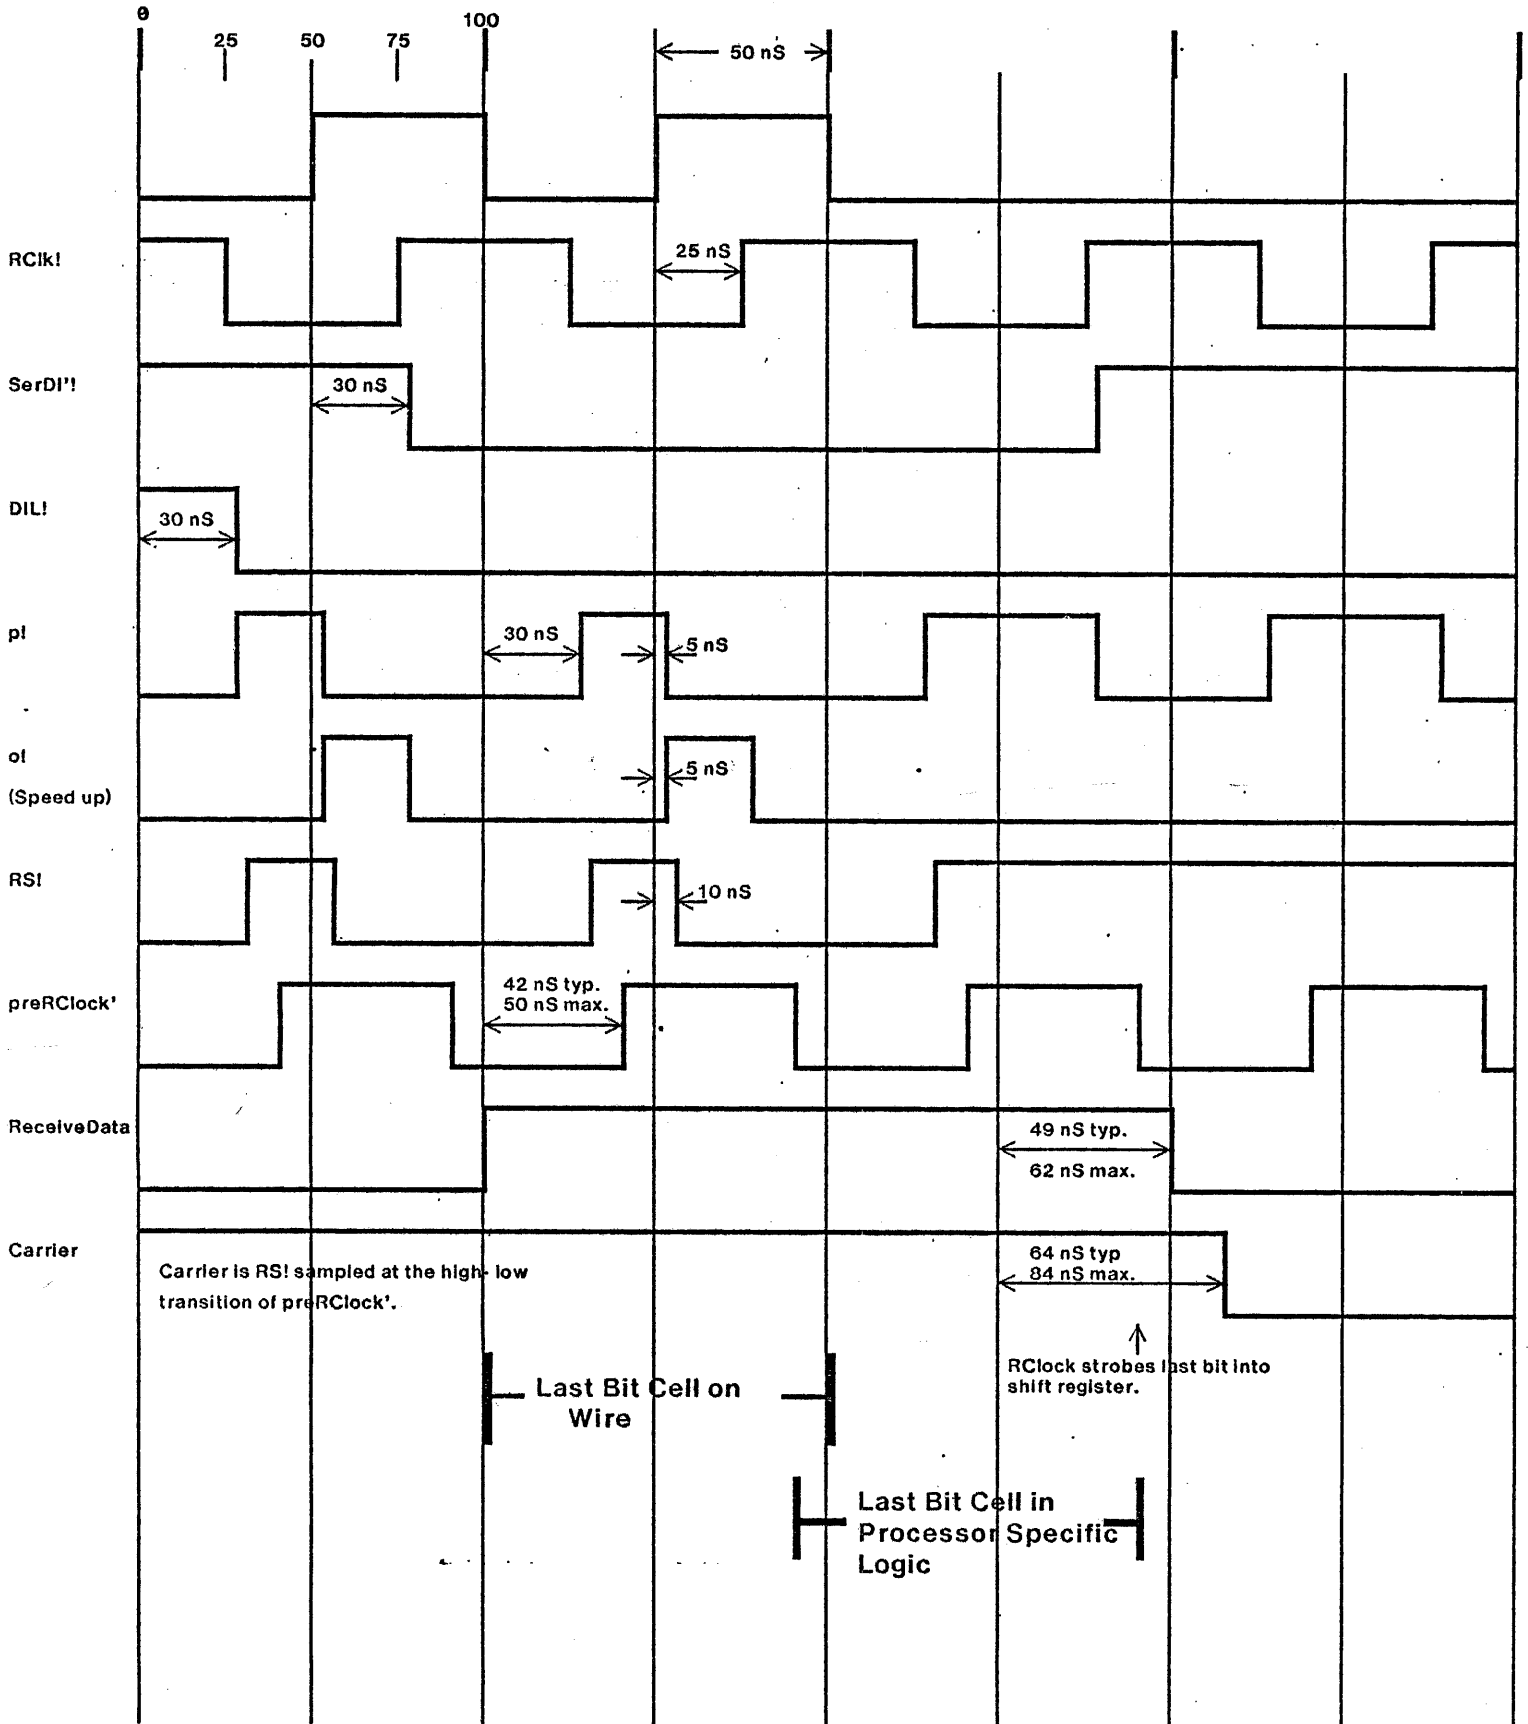 0
100
25 50 75
50 nS
RClk!
25 nS
SerDI'!
30 nS
DIL!
30 nS
p!
30 nS
5 nS
o!
5 nS
(Speed up)
RS!
10 nS
preRClock'
42 nS typ.
50 nS max.
ReceiveData
49 nS typ.
62 nS max.
Carrier
64 nS typ
84 nS max.
Carrier is RS! sampled at the high- low
transition of preRClock'.
RClock strobes last bit into
shift register.
Last Bit Cell on
Wire
Last Bit Cell in
Processor Specific
Logic